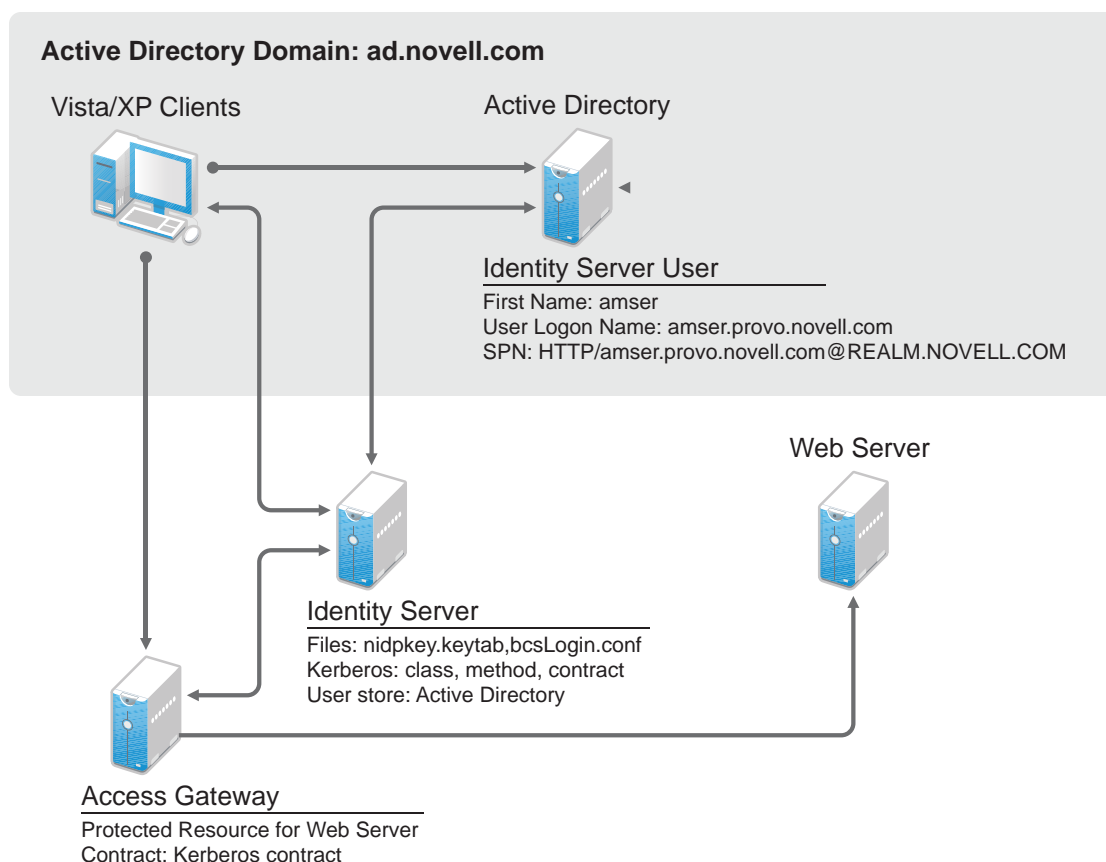 Active Directory Domain: ad.novell.com
Vista/XP Clients
Active Directory
Identity Server User
First Name: amser
User Logon Name: amser.provo.novell.com
SPN: HTTP/amser.provo.novell.com@REALM.NOVELL.COM
Web Server
Identity Server
Files: nidpkey.keytab,bcsLogin.conf
Kerberos: class, method, contract
User store: Active Directory
Access Gateway
Protected Resource for Web Server
Contract: Kerberos contract